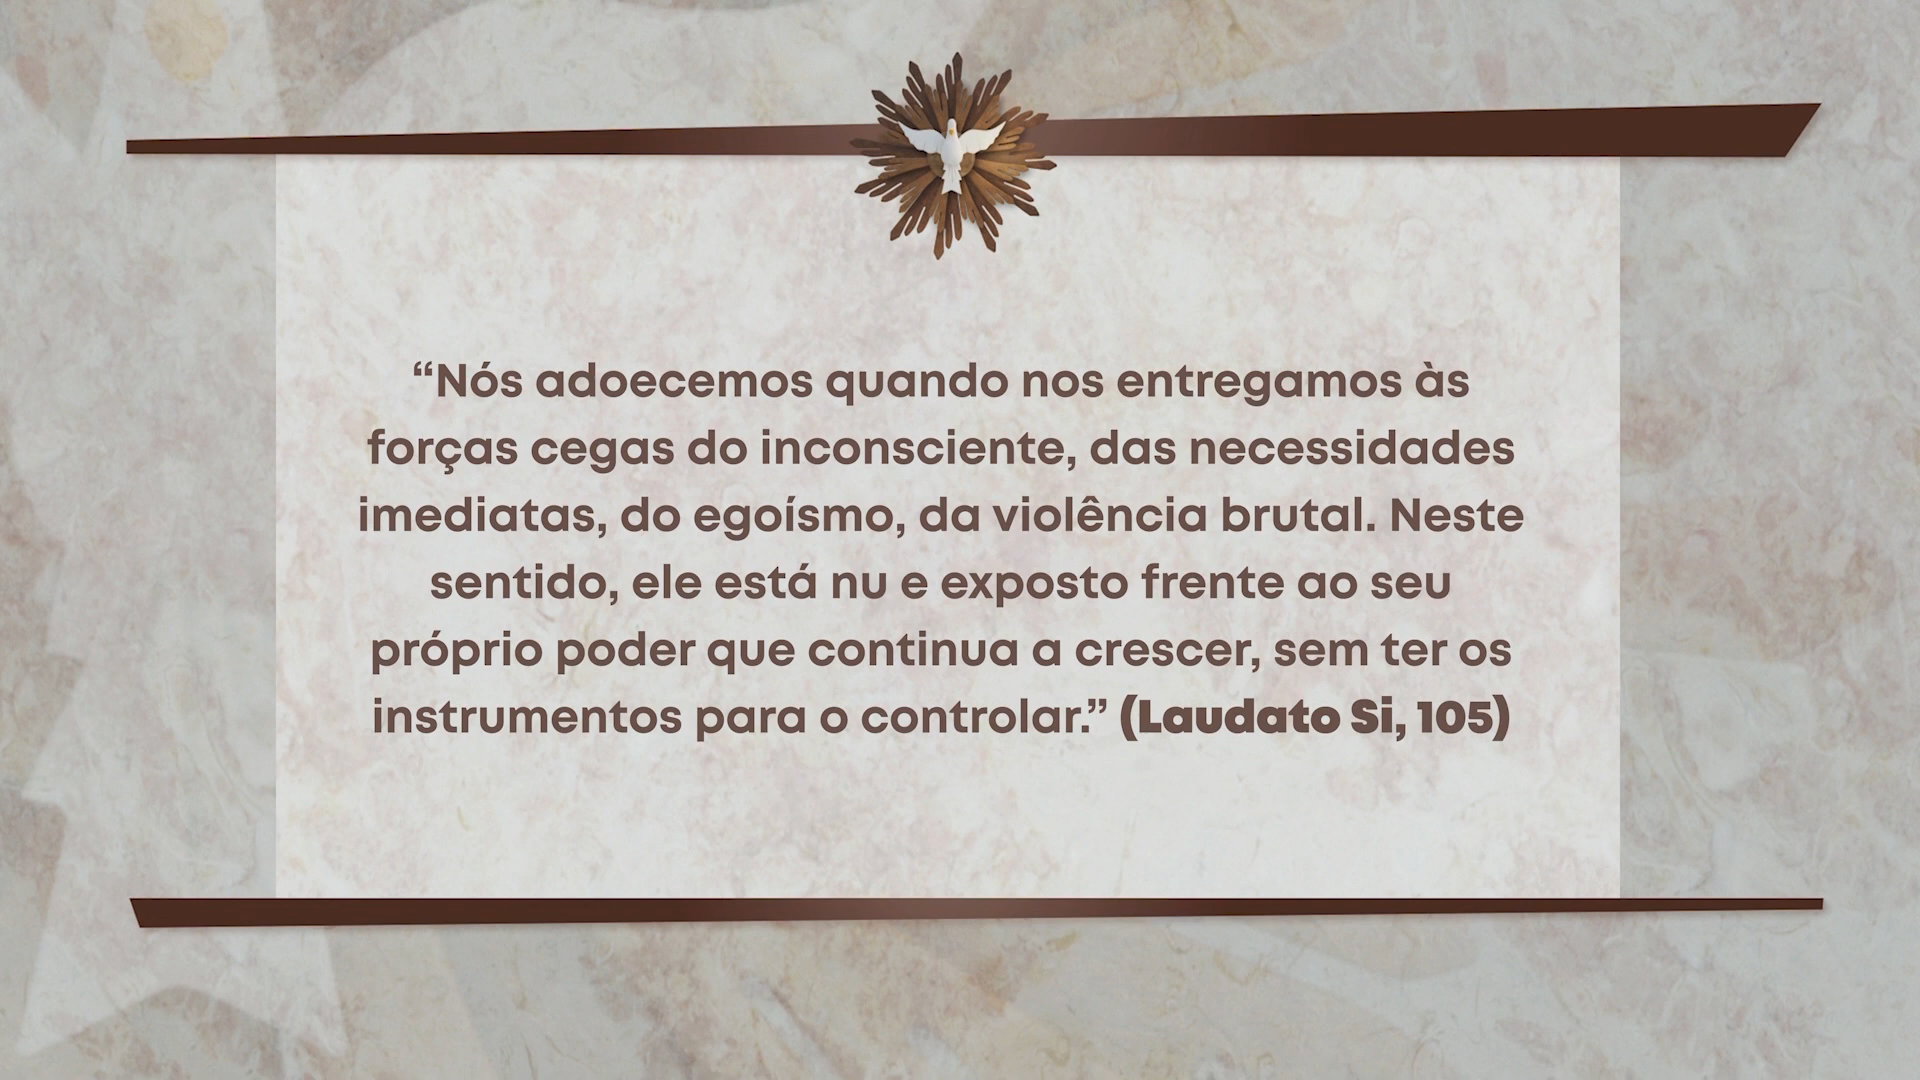 “Nós adoecemos quando nos entregamos às
forças cegas do inconsciente, das necessidades
imediatas, do egoísmo, da violência brutal. Neste
sentido, ele está nu e exposto frente ao seu
próprio poder que continua a crescer, sem ter os
instrumentos para o controlar.” (Laudato Si, 105)